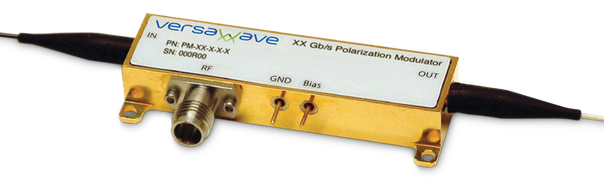 versawave
XX Gb/s Polarization Modulator
IN
PN: PM-XX-X-X-X
SN: 000R00
RF
GND
Bias
OUT